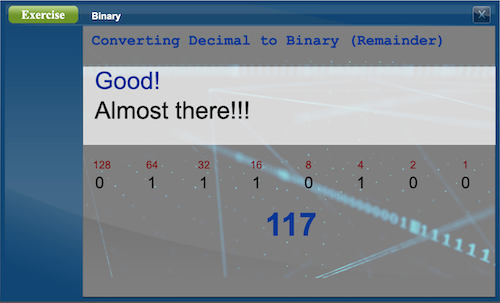 Exercise Binary X
Converting Decimal to Binary (Remainder)
Good!
Almost there!!!
128 64 32 16 8 4 2 1
0 1 1 1 0 1 0 0
117